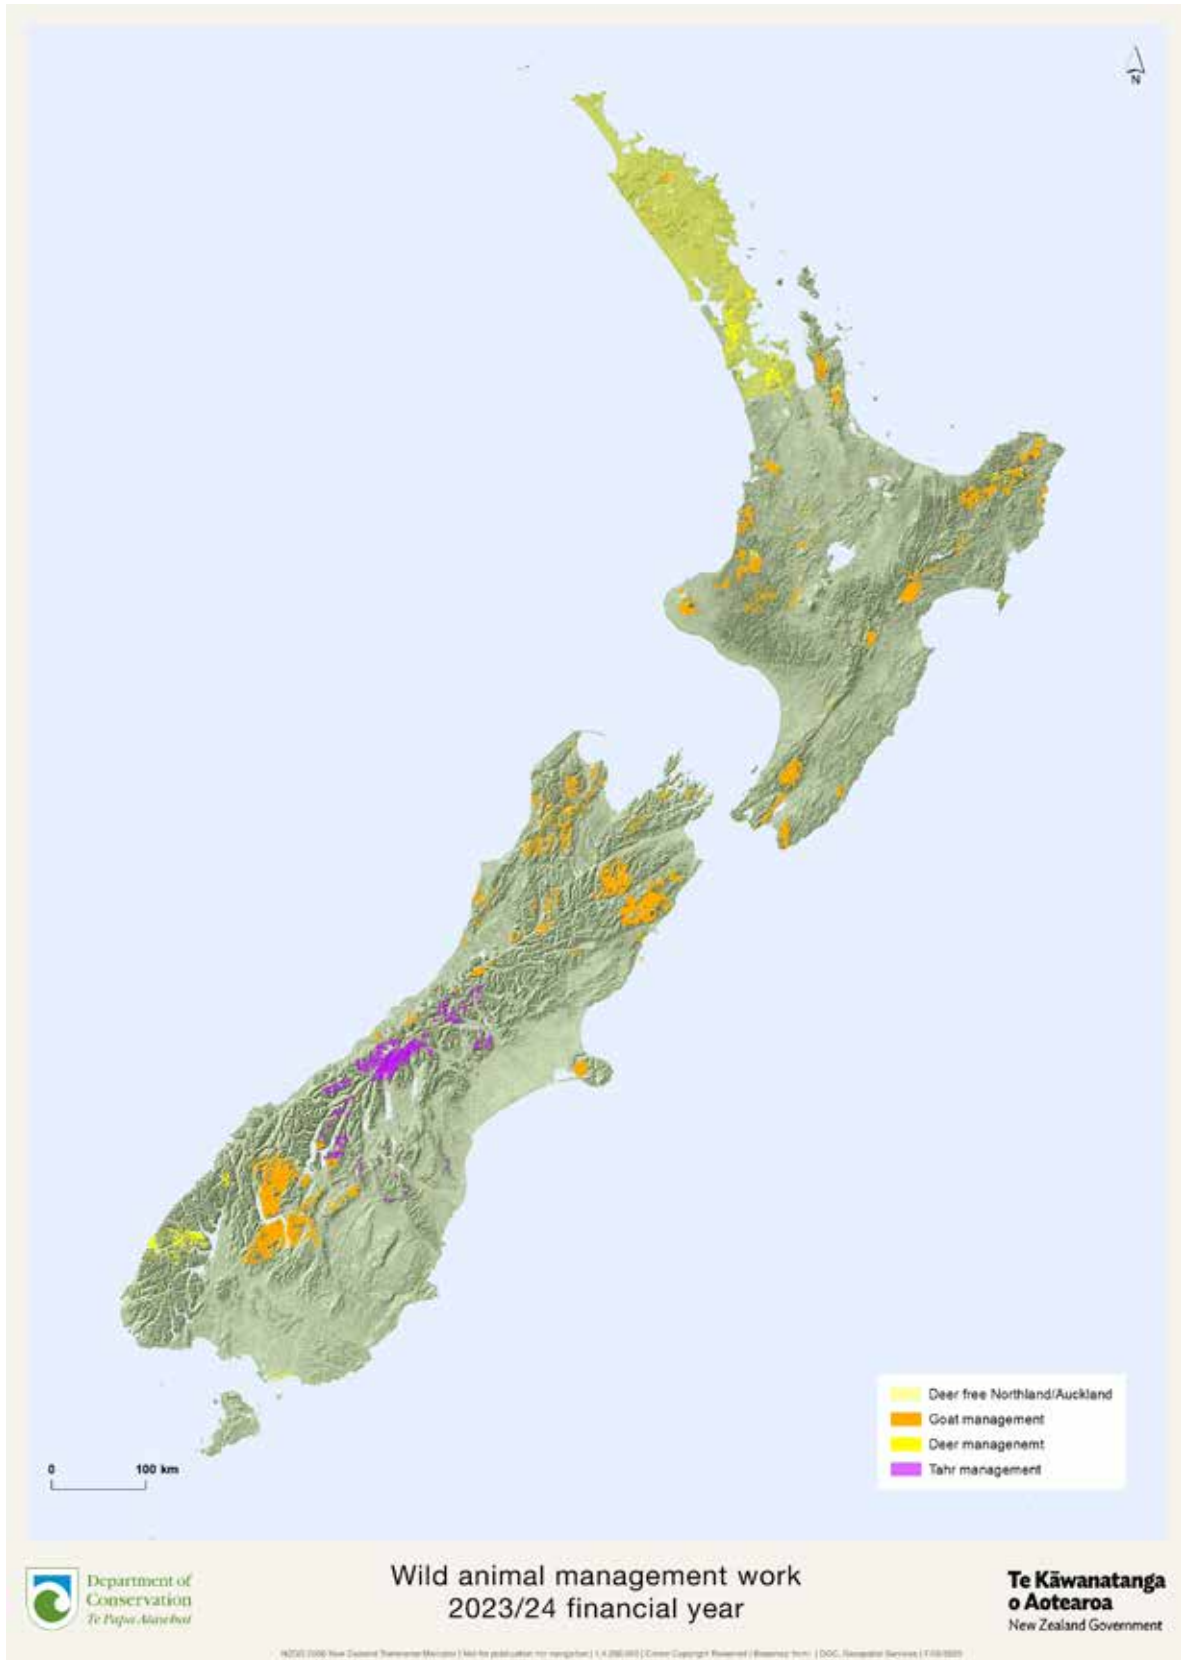 N
Deer free Northland/Auckland
Goat management
Deer managenemt
Tahr management
0 100 km
Department of
Conservation
Te Papa Atawhai
Wild animal management work
2023/24 financial year
Te Kāwanatanga
o Aotearoa
New Zealand Government